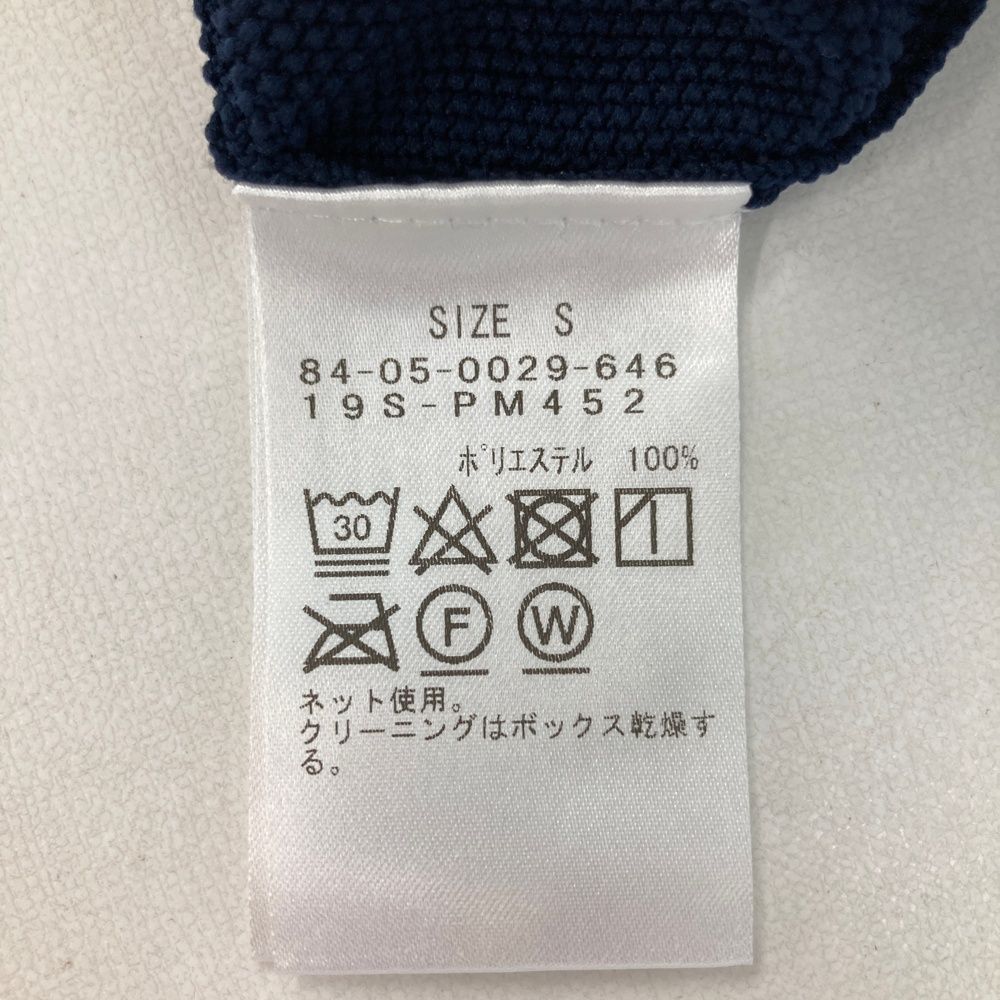 SIZE S
84-05-0029-646
19S-PM452
ポリエステル 100%
30
F W
ネット使用。
クリーニングはボックス乾燥す
る。